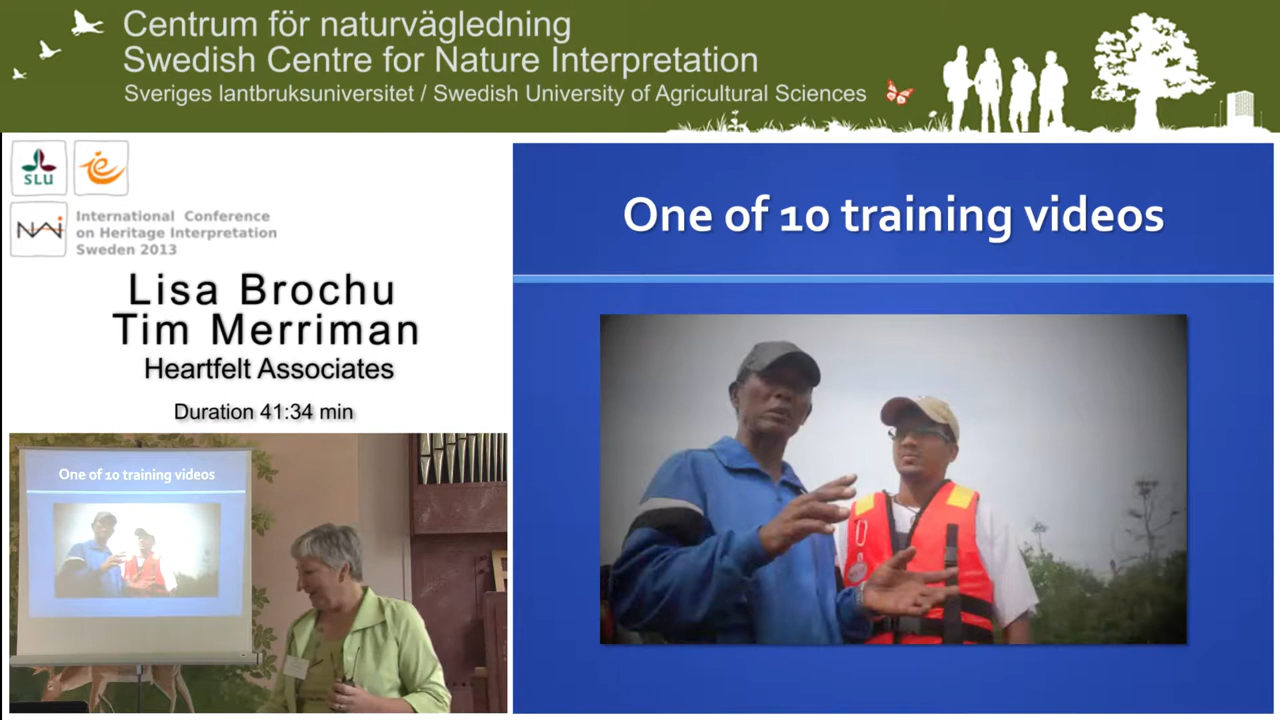 Centrum för naturvägledning
Swedish Centre for Nature Interpretation
Sveriges lantbruksuniversitet / Swedish University of Agricultural Sciences
SLU
ie
NAI
International Conference
on Heritage Interpretation
Sweden 2013
Lisa Brochu
Tim Merriman
Heartfelt Associates
Duration 41:34 min
One of 10 training videos
One of 10 training videos